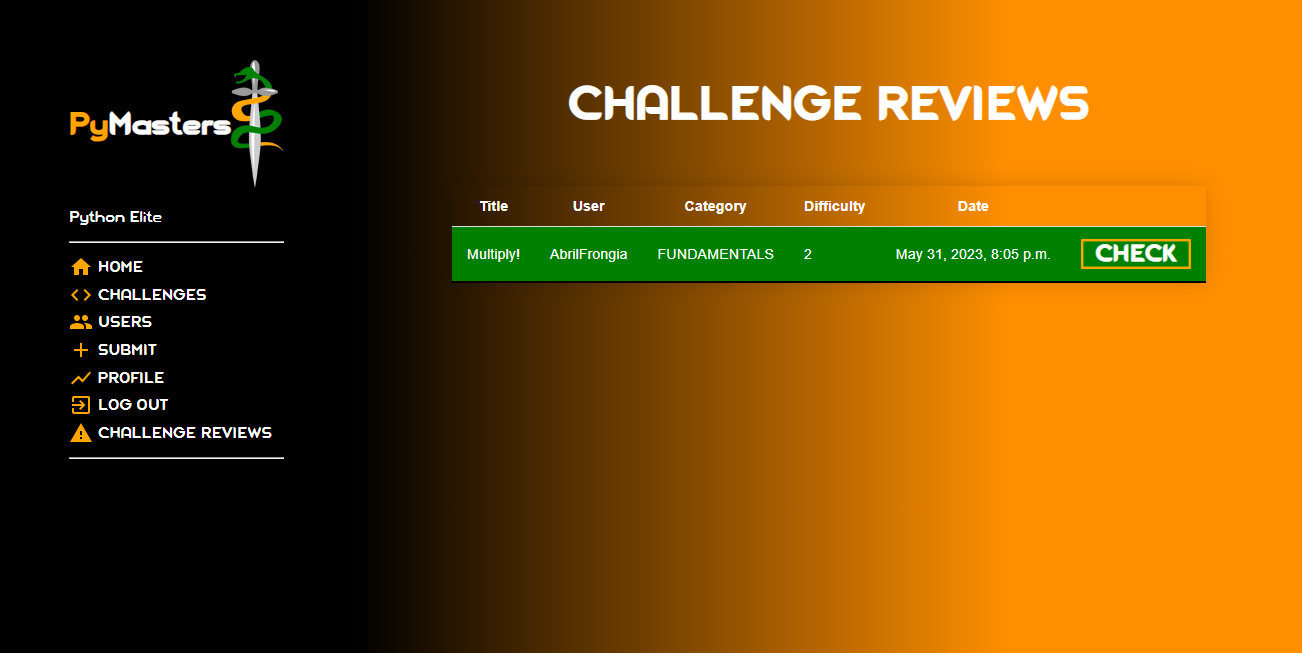 PyMasters
Python Elite
HOME
CHALLENGES
USERS
SUBMIT
PROFILE
LOG OUT
CHALLENGE REVIEWS
CHALLENGE REVIEWS
Title User Category Difficulty Date
Multiply! AbrilFrongia FUNDAMENTALS 2 May 31, 2023, 8:05 p.m. CHECK